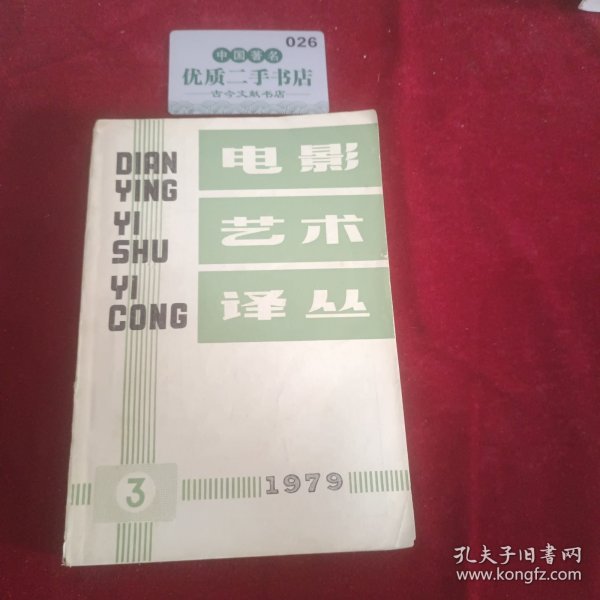 026
中国著名
优质二手书店
古今文献书店
DIAN
YING
YI
SHU
YI
CONG
电影
艺术
译丛
3
1979
孔夫子旧书网
www.kongfz.com